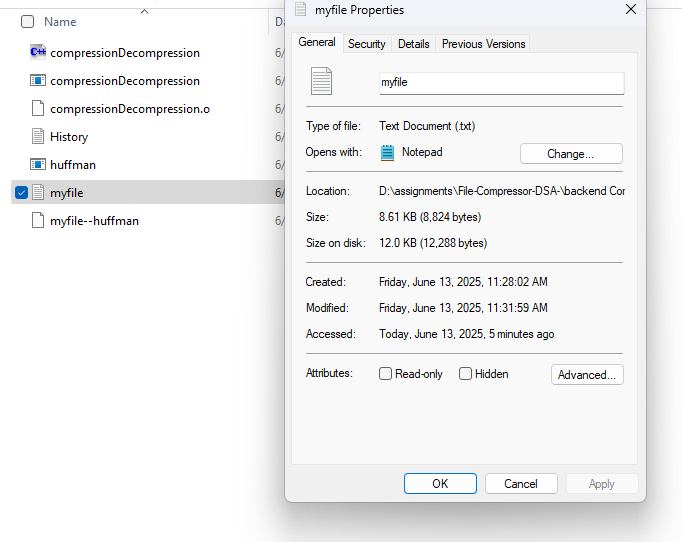 Name
Da
compressionDecompression
6/
compressionDecompression
6/
compressionDecompression.o
6/
History
6/
huffman
6/
myfile
6/
myfile--huffman
6/
myfile Properties
General Security Details Previous Versions
myfile
Type of file: Text Document (.txt)
Opens with: Notepad Change...
Location: D:\assignments\File-Compressor-DSA-\backend Cor
Size: 8.61 KB (8,824 bytes)
Size on disk: 12.0 KB (12,288 bytes)
Created: Friday, June 13, 2025, 11:28:02 AM
Modified: Friday, June 13, 2025, 11:31:59 AM
Accessed: Today, June 13, 2025, 5 minutes ago
Attributes: Read-only Hidden Advanced...
OK Cancel Apply